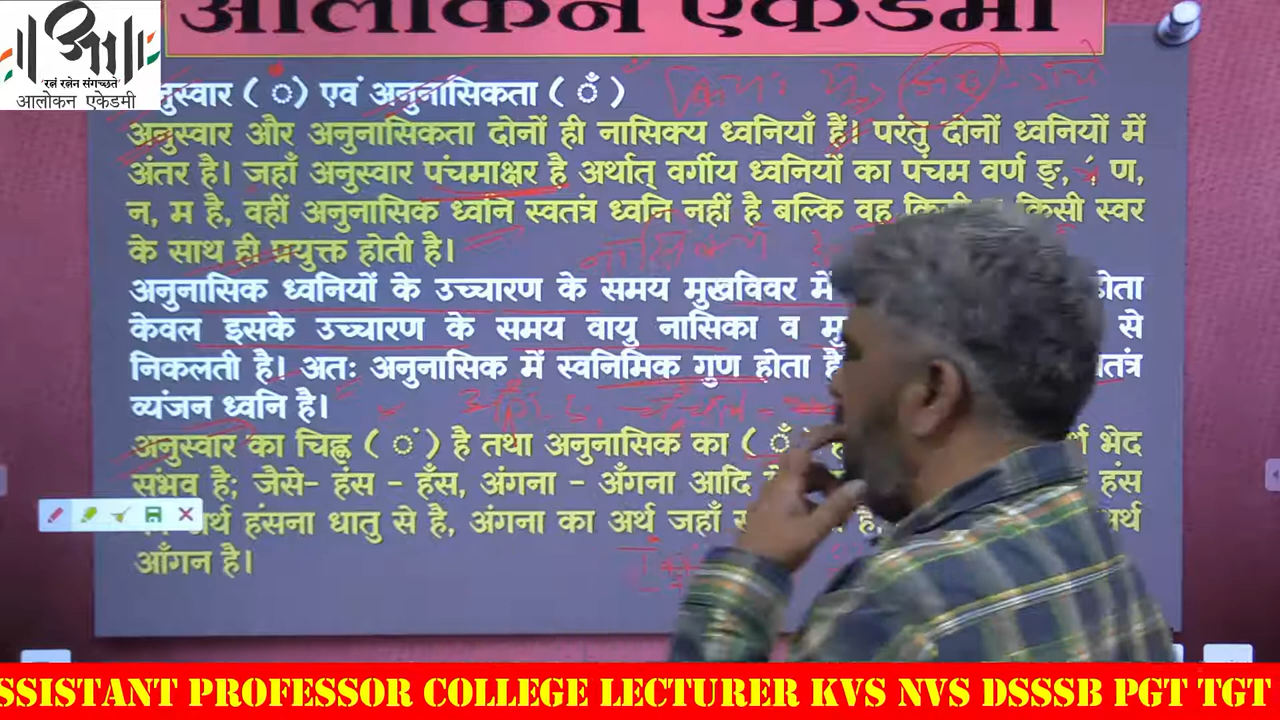 आलोकन एकेडमी
आ
'रत्नं रत्नेन संगच्छते'
आलोकन एकेडमी
नुस्वार ( ं ) एवं अनुनासिकता ( ँ )
अनुस्वार और अनुनासिकता दोनों ही नासिक्य ध्वनियाँ हैं। परंतु दोनों ध्वनियों में
अंतर है। जहाँ अनुस्वार पंचमाक्षर है अर्थात् वर्गीय ध्वनियों का पंचम वर्ण ङ्, ण,
न, म है, वहीं अनुनासिक ध्वनि स्वतंत्र ध्वनि नहीं है बल्कि वह किसी स्वर
के साथ ही प्रयुक्त होती है।
अनुनासिक ध्वनियों के उच्चारण के समय मुखविवर में होता
केवल इसके उच्चारण के समय वायु नासिका व से
निकलती है। अतः अनुनासिक में स्वनिमिक गुण होता
व्यंजन ध्वनि है।
अनुस्वार का चिह्न ( ं ) है तथा अनुनासिक का ( ँ ) भेद
संभव है; जैसे- हंस - हँस, अंगना - अँगना आदि हंस
अर्थ हंसना धातु से है, अंगना का अर्थ जहाँ है, अर्थ
आँगन है।
SSISTANT PROFESSOR COLLEGE LECTURER KVS NVS DSSSB PGT TGT